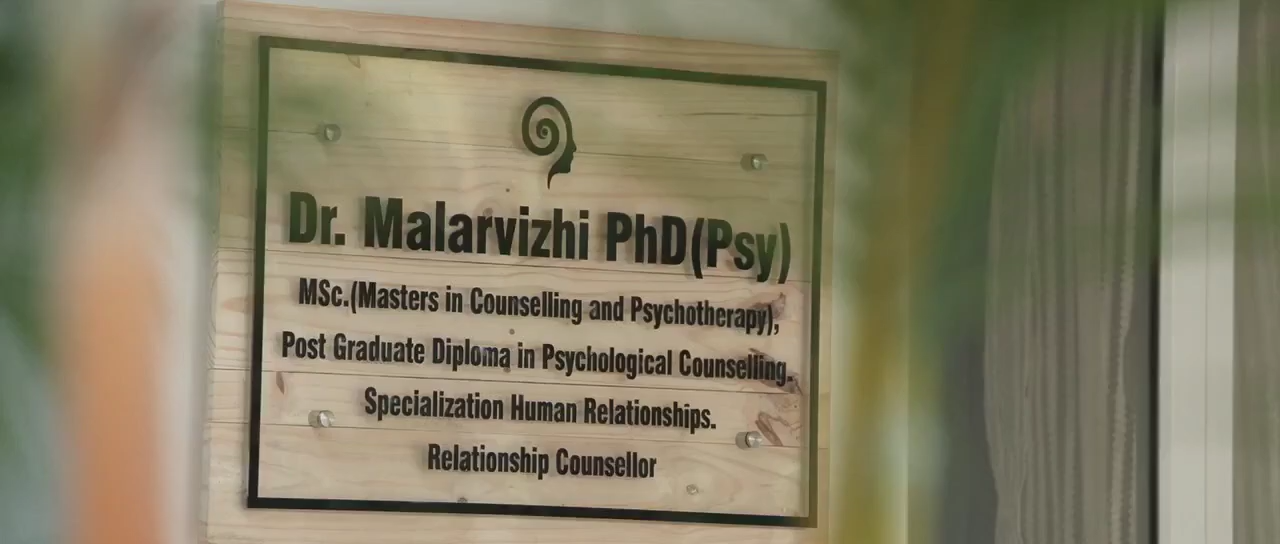 Dr. Malarvizhi PhD(Psy)
MSc.(Masters in Counselling and Psychotherapy),
Post Graduate Diploma in Psychological Counselling.
Specialization Human Relationships.
Relationship Counsellor